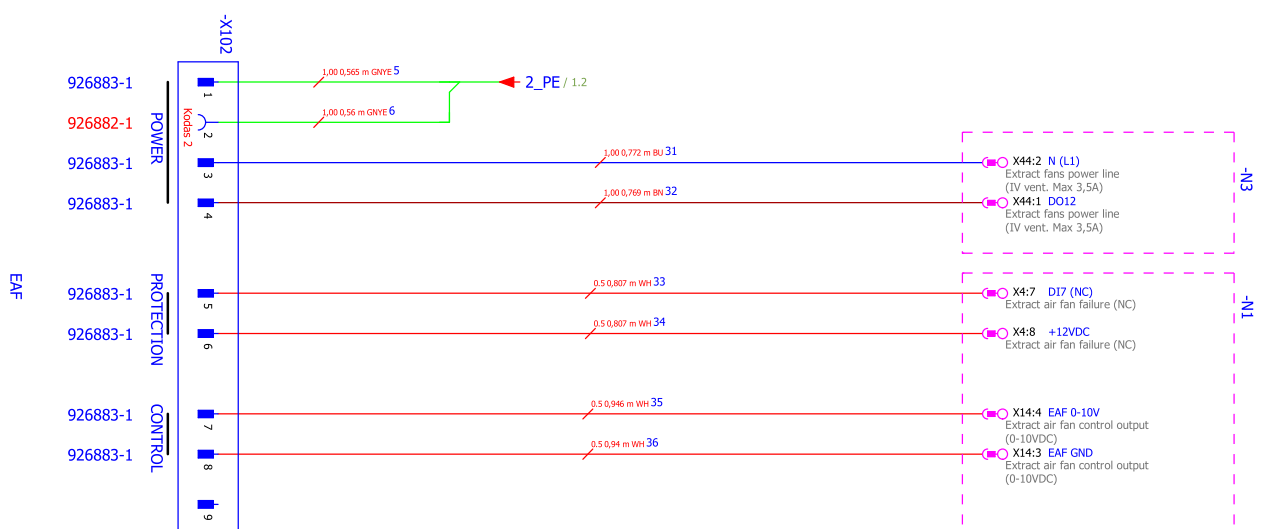 -X102
926883-1
1
1,00 0,565 m GNYE 5
2_PE / 1.2
926882-1
2
1,00 0,56 m GNYE 6
Kodas 2
POWER
926883-1
3
1,00 0,772 m BU 31
X44:2 N (L1)
Extract fans power line
(IV vent. Max 3,5A)
-N3
926883-1
4
1,00 0,769 m BN 32
X44:1 DO12
Extract fans power line
(IV vent. Max 3,5A)
EAF
PROTECTION
926883-1
5
0.5 0,807 m WH 33
X4:7 DI7 (NC)
Extract air fan failure (NC)
-N1
926883-1
6
0.5 0,807 m WH 34
X4:8 +12VDC
Extract air fan failure (NC)
CONTROL
926883-1
7
0.5 0,946 m WH 35
X14:4 EAF 0-10V
Extract air fan control output
(0-10VDC)
926883-1
8
0.5 0,94 m WH 36
X14:3 EAF GND
Extract air fan control output
(0-10VDC)
9